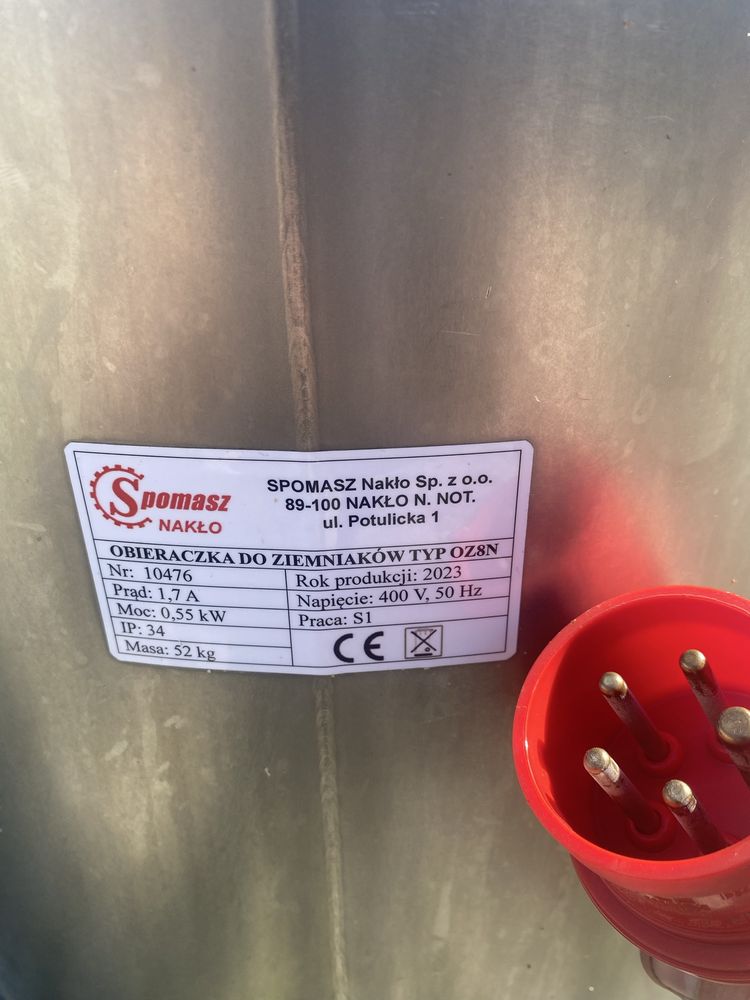 Spomasz
NAKŁO
SPOMASZ Nakło Sp. z o.o.
89-100 NAKŁO N. NOT.
ul. Potulicka 1
OBIERACZKA DO ZIEMNIAKÓW TYP OZ8N
Nr: 10476
Rok produkcji: 2023
Prąd: 1,7 A
Napięcie: 400 V, 50 Hz
Moc: 0,55 kW
Praca: S1
IP: 34
Masa: 52 kg
CE